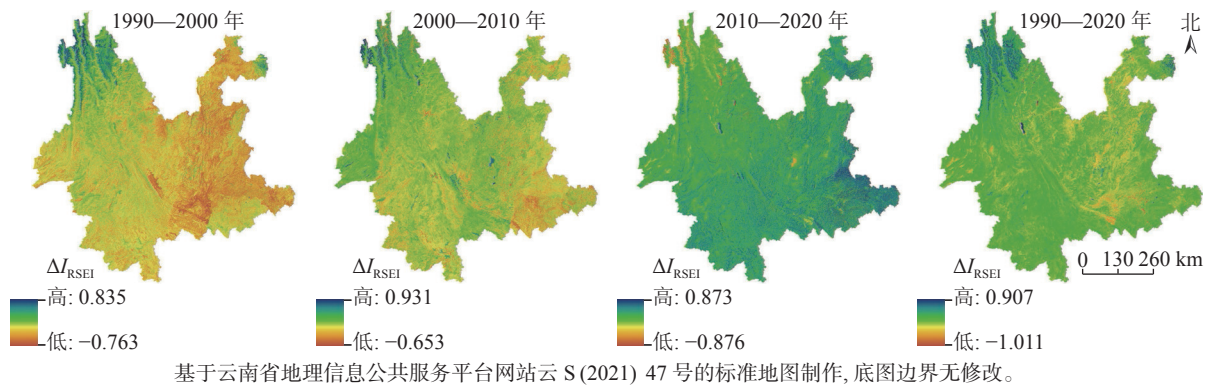 1990—2000 年
2000—2010 年
2010—2020 年
1990—2020 年
北
ΔI_RSEI
高: 0.835
低: −0.763
ΔI_RSEI
高: 0.931
低: −0.653
ΔI_RSEI
高: 0.873
低: −0.876
ΔI_RSEI
高: 0.907
低: −1.011
0 130 260 km
基于云南省地理信息公共服务平台网站云 S (2021) 47 号的标准地图制作, 底图边界无修改。